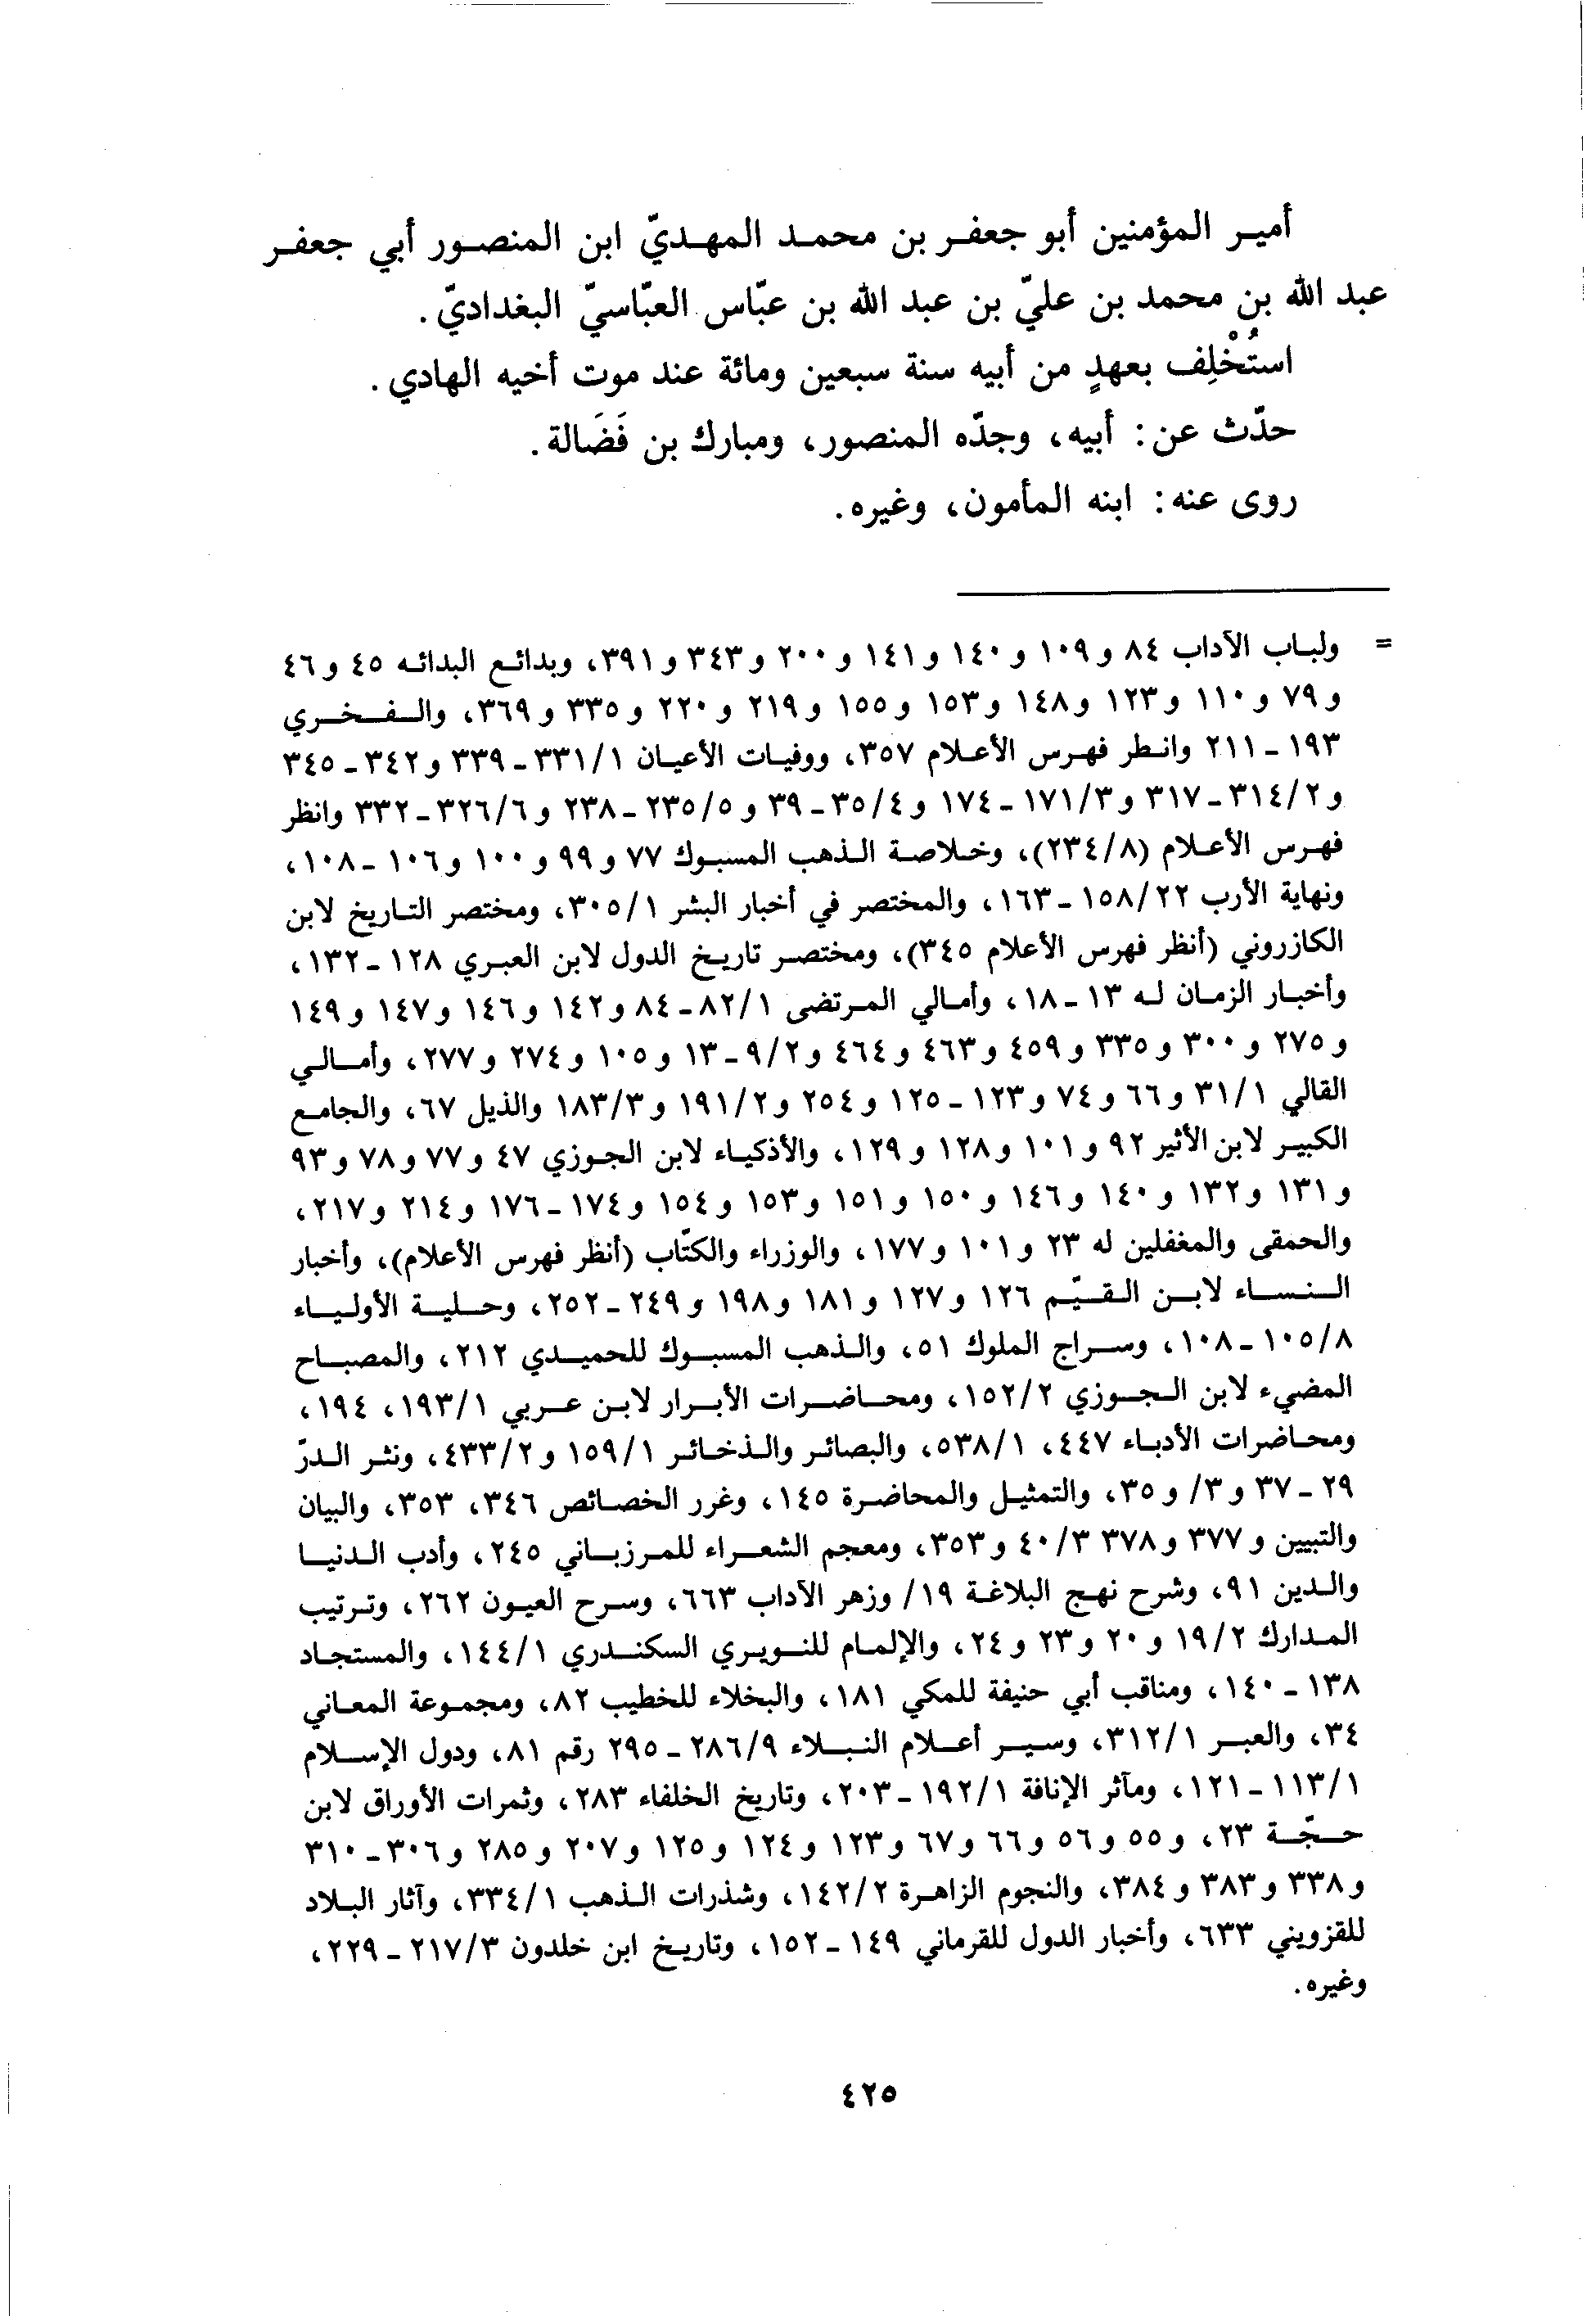 أمير المؤمنين أبو جعفر بن محمد المهديّ ابن المنصور أبي جعفر
عبد الله بن محمد بن عليّ بن عبد الله بن عبّاس العبّاسيّ البغداديّ.
استُخْلِف بعهدٍ من أبيه سنة سبعين ومائة عند موت أخيه الهادي.
حدّث عن: أبيه، وجدّه المنصور، ومبارك بن فَضَالة.
روى عنه: ابنه المأمون، وغيره.
= ولباب الآداب ٨٤ و١٠٩ و١٤٠ و١٤١ و٢٠٠ و٣٤٣ و٣٩١، وبدائع البدائه ٤٥ و٤٦
و٧٩ و١١٠ و١٢٣ و١٤٨ و١٥٣ و١٥٥ و٢١٩ و٢٢٠ و٣٣٥ و٣٦٩، والفخري
١٩٣ - ٢١١ وانظر فهرس الأعلام ٣٥٧، ووفيات الأعيان ١/٣٣١ - ٣٣٩ و٣٤٢ - ٣٤٥
و٢/٣١٤ - ٣١٧ و٣/١٧١ - ١٧٤ و٤/٣٥ - ٣٩ و٥/٢٣٥ - ٢٣٨ و٦/٣٢٦ - ٣٣٢ وانظر
فهرس الأعلام (٨/٢٣٤)، وخلاصة الذهب المسبوك ٧٧ و٩٩ و١٠٠ و١٠٦ - ١٠٨،
ونهاية الأرب ٢٢/١٥٨ - ١٦٣، والمختصر في أخبار البشر ١/٣٠٥، ومختصر التاريخ لابن
الكازروني (أنظر فهرس الأعلام ٣٤٥)، ومختصر تاريخ الدول لابن العبري ١٢٨ - ١٣٢،
وأخبار الزمان له ١٣ - ١٨، وأمالي المرتضى ١/٨٢ - ٨٤ و١٤٢ و١٤٦ و١٤٧ و١٤٩
و٢٧٥ و٣٠٠ و٣٣٥ و٤٥٩ و٤٦٣ و٤٦٤ و٢/٩ - ١٣ و١٠٥ و٢٧٤ و٢٧٧، وأمالي
القالي ١/٣١ و٦٦ و٧٤ و١٢٣ - ١٢٥ و٢٥٤ و٢/١٩١ و٣/١٨٣ والذيل ٦٧، والجامع
الكبير لابن الأثير ٩٢ و١٠١ و١٢٨ و١٢٩، والأذكياء لابن الجوزي ٤٧ و٧٧ و٧٨ و٩٣
و١٣١ و١٣٢ و١٤٠ و١٤٦ و١٥٠ و١٥١ و١٥٣ و١٥٤ و١٧٤ - ١٧٦ و٢١٤ و٢١٧،
والحمقى والمغفلين له ٢٣ و١٠١ و١٧٧، والوزراء والكتّاب (أنظر فهرس الأعلام)، وأخبار
النساء لابن القيّم ١٢٦ و١٢٧ و١٨١ و١٩٨ و٢٤٩ - ٢٥٢، وحلية الأولياء
٨/١٠٥ - ١٠٨، وسراج الملوك ٥١، والذهب المسبوك للحميدي ٢١٢، والمصباح
المضيء لابن الجوزي ٢/١٥٢، ومحاضرات الأبرار لابن عربي ١/١٩٣، ١٩٤،
ومحاضرات الأدباء ٤٤٧، ١/٥٣٨، والبصائر والذخائر ١/١٥٩ و٢/٤٣٣، ونثر الدرّ
٢٩ - ٣٧ و٣/ و٣٥، والتمثيل والمحاضرة ١٤٥، وغرر الخصائص ٣٤٦، ٣٥٣، والبيان
والتبيين و٣٧٧ و٣٧٨ ٣/٤٠ و٣٥٣، ومعجم الشعراء للمرزباني ٢٤٥، وأدب الدنيا
والدين ٩١، وشرح نهج البلاغة ١٩/ وزهر الآداب ٦٦٣، وسرح العيون ٢٦٢، وترتيب
المدارك ٢/١٩ و٢٠ و٢٣ و٢٤، والإلمام للنويري السكندري ١/١٤٤، والمستجاد
١٣٨ - ١٤٠، ومناقب أبي حنيفة للمكي ١٨١، والبخلاء للخطيب ٨٢، ومجموعة المعاني
٣٤، والعبر ١/٣١٢، وسير أعلام النبلاء ٩/٢٨٦ - ٢٩٥ رقم ٨١، ودول الإسلام
١/١١٣ - ١٢١، ومآثر الإنافة ١/١٩٢ - ٢٠٣، وتاريخ الخلفاء ٢٨٣، وثمرات الأوراق لابن
حجّة ٢٣، و٥٥ و٥٦ و٦٦ و٦٧ و١٢٣ و١٢٤ و١٢٥ و٢٠٧ و٢٨٥ و٣٠٦ - ٣١٠
و٣٣٨ و٣٨٣ و٣٨٤، والنجوم الزاهرة ٢/١٤٢، وشذرات الذهب ١/٣٣٤، وآثار البلاد
للقزويني ٦٣٣، وأخبار الدول للقرماني ١٤٩ - ١٥٢، وتاريخ ابن خلدون ٣/٢١٧ - ٢٢٩،
وغيره.
٤٢٥